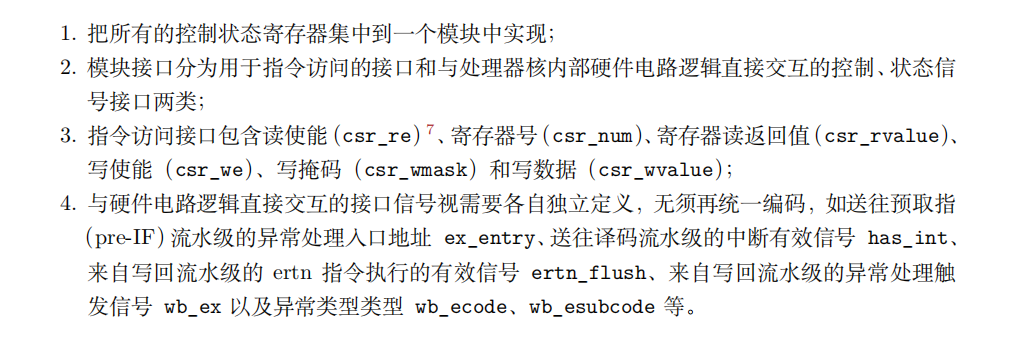 1. 把所有的控制状态寄存器集中到一个模块中实现;
2. 模块接口分为用于指令访问的接口和与处理器核内部硬件电路逻辑直接交互的控制、状态信
号接口两类;
3. 指令访问接口包含读使能(csr_re)7、寄存器号(csr_num)、寄存器读返回值(csr_rvalue)、
写使能 (csr_we)、写掩码 (csr_wmask) 和写数据 (csr_wvalue);
4. 与硬件电路逻辑直接交互的接口信号视需要各自独立定义, 无须再统一编码, 如送往预取指
(pre-IF) 流水级的异常处理入口地址 ex_entry、送往译码流水级的中断有效信号 has_int、
来自写回流水级的 ertn 指令执行的有效信号 ertn_flush、来自写回流水级的异常处理触
发信号 wb_ex 以及异常类型类型 wb_ecode、wb_esubcode 等。